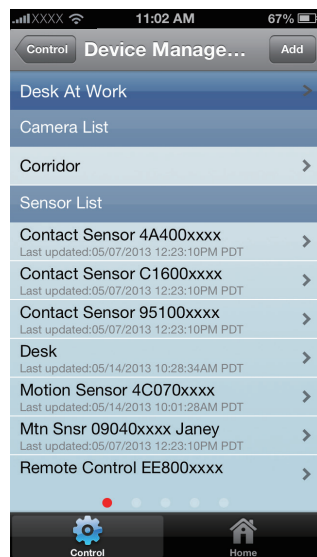 XXXX 11:02 AM 67%
Control Device Manage... Add
Desk At Work
Camera List
Corridor
Sensor List
Contact Sensor 4A400xxxx
Last updated:05/07/2013 12:23:10PM PDT
Contact Sensor C1600xxxx
Last updated:05/07/2013 12:23:10PM PDT
Contact Sensor 95100xxxx
Last updated:05/07/2013 12:23:10PM PDT
Desk
Last updated:05/14/2013 10:28:34AM PDT
Motion Sensor 4C070xxxx
Last updated:05/14/2013 10:01:28AM PDT
Mtn Snsr 09040xxxx Janey
Last updated:05/07/2013 12:23:10PM PDT
Remote Control EE800xxxx
Control Home